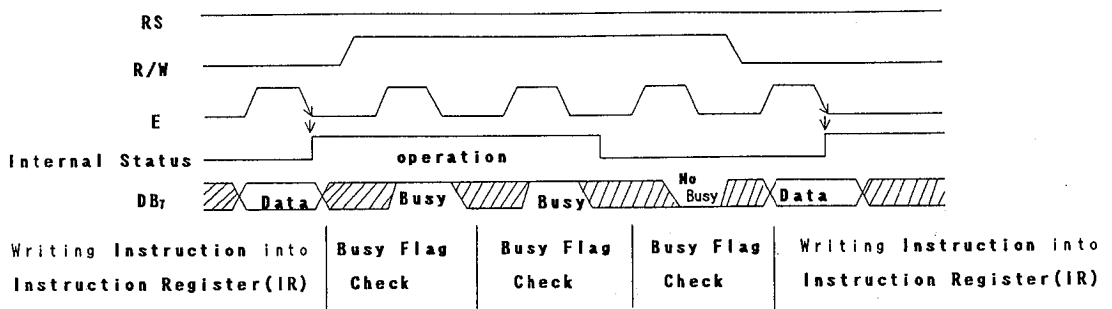 RS
R/W
E
Internal Status
operation
DB₇
Data
Busy
Busy
No
Busy
Data
Writing Instruction into
Instruction Register(IR)
Busy Flag
Check
Busy Flag
Check
Busy Flag
Check
Writing Instruction into
Instruction Register(IR)